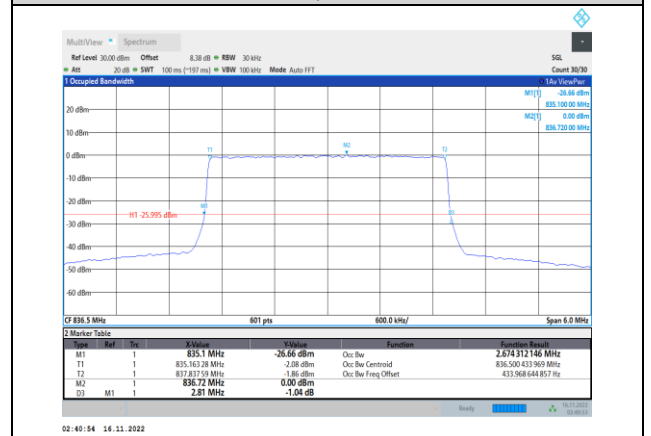 MultiView Spectrum
Ref Level 30.00 dBm Offset 8.38 dB RBW 30 kHz SGL
Att 20 dB SWT 100 ms (~197 ms) VBW 100 kHz Mode Auto FFT Count 30/30
1 Occupied Bandwidth 1Av ViewPwr
M1[1] -26.66 dBm
835.100 00 MHz
M2[1] 0.00 dBm
836.720 00 MHz
20 dBm
10 dBm
0 dBm
-10 dBm
-20 dBm
-30 dBm
-40 dBm
-50 dBm
-60 dBm
T1
M2
T2
M1
D3
H1 -25.995 dBm
CF 836.5 MHz 601 pts 600.0 kHz/ Span 6.0 MHz
2 Marker Table
Type Ref Trc X-Value Y-Value Function Function Result
M1 1 835.1 MHz -26.66 dBm Occ Bw 2.674 312 146 MHz
T1 1 835.163 28 MHz -2.08 dBm Occ Bw Centroid 836.500 433 969 MHz
T2 1 837.837 59 MHz -1.86 dBm Occ Bw Freq Offset 433.968 644 857 Hz
M2 1 836.72 MHz 0.00 dBm
D3 M1 1 2.81 MHz -1.04 dB
Ready 16.11.2022
02:40:53
02:40:54 16.11.2022